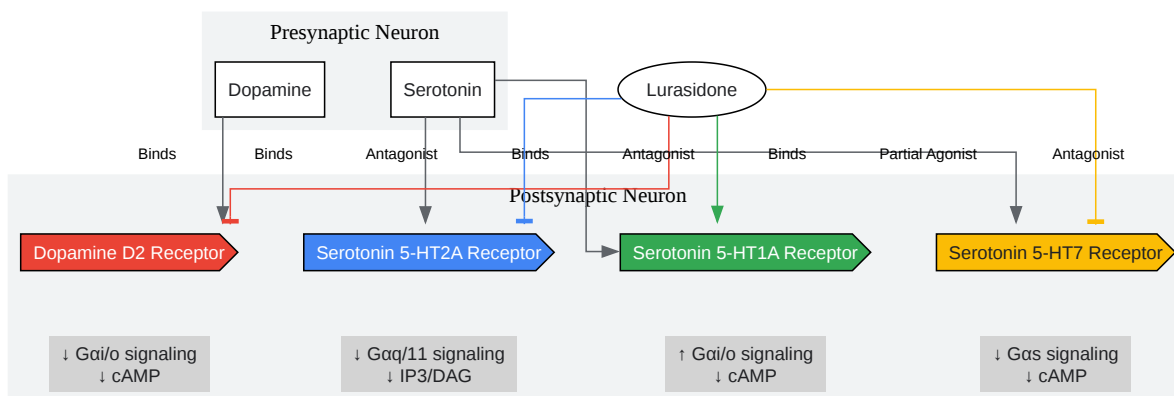 Presynaptic Neuron
Dopamine
Serotonin
Lurasidone
Binds
Binds
Antagonist
Binds
Antagonist
Binds
Partial Agonist
Antagonist
Postsynaptic Neuron
Dopamine D2 Receptor
Serotonin 5-HT2A Receptor
Serotonin 5-HT1A Receptor
Serotonin 5-HT7 Receptor
↓ Gαi/o signaling
↓ cAMP
↓ Gαq/11 signaling
↓ IP3/DAG
↑ Gαi/o signaling
↓ cAMP
↓ Gαs signaling
↓ cAMP